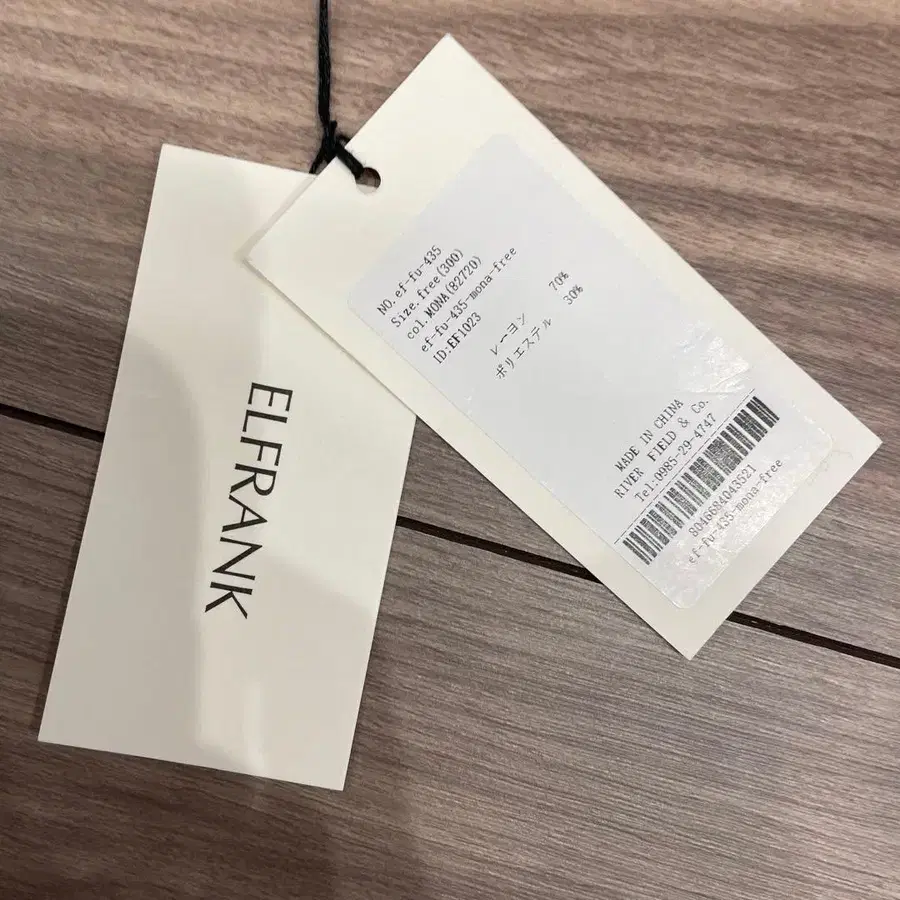 ELFRANK
NO.ef-fu-435
Size.free(300)
col.MONA(82720)
ef-fu-435-mona-free
ID:EF1023
レーヨン 70%
ポリエステル 30%
MADE IN CHINA
RIVER FIELD & Co.
Tel:0985-29-4747
8046684043521
ef-fu-435-mona-free